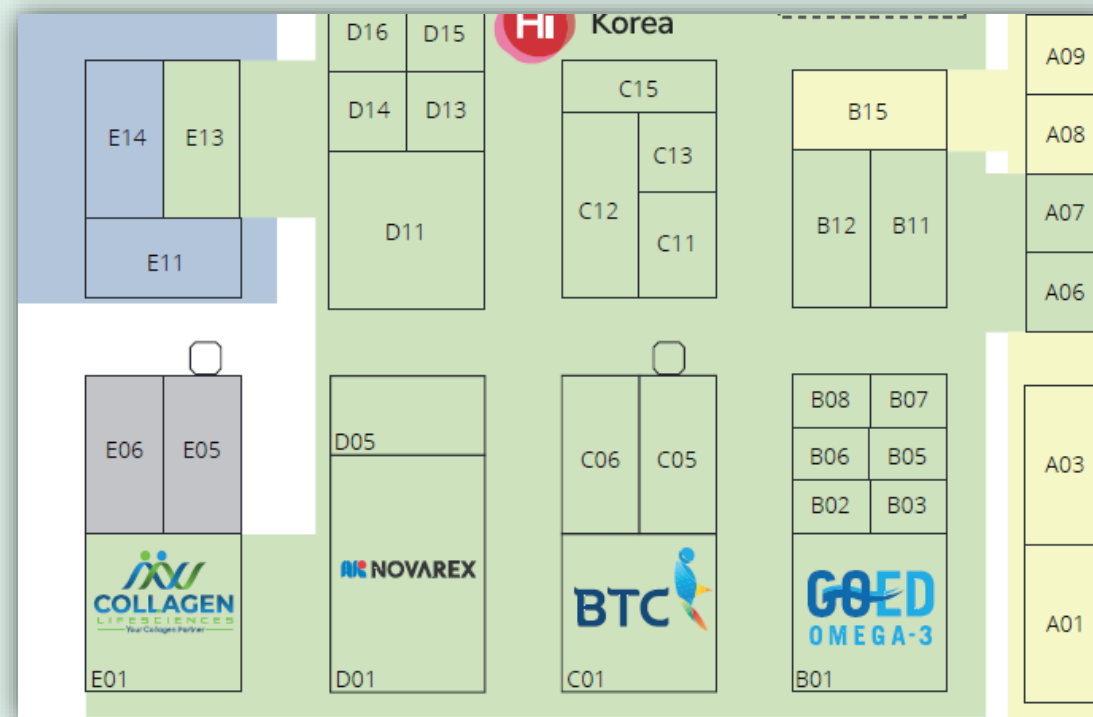 Hi Korea
D16 D15
A09
C15
D14 D13
B15
E14 E13
A08
C13
C12
A07
D11
B12 B11
C11
E11
A06
B08 B07
D05
E06 E05
C06 C05
B06 B05
A03
B02 B03
NOVAREX
COLLAGEN
LIFESCIENCES
Your Collagen Partner
BTC
GOED
OMEGA-3
A01
E01
D01
C01
B01